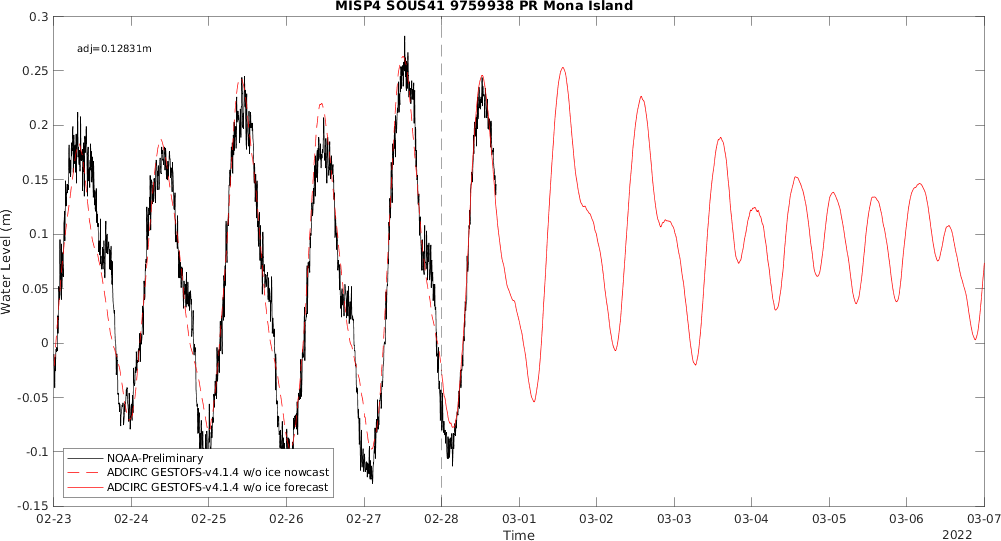 MISP4 SOUS41 9759938 PR Mona Island
adj=0.12831m
Water Level (m)
0.3
0.25
0.2
0.15
0.1
0.05
0
-0.05
-0.1
-0.15
NOAA-Preliminary
ADCIRC GESTOFS-v4.1.4 w/o ice nowcast
ADCIRC GESTOFS-v4.1.4 w/o ice forecast
02-23 02-24 02-25 02-26 02-27 02-28 03-01 03-02 03-03 03-04 03-05 03-06 03-07
Time
2022